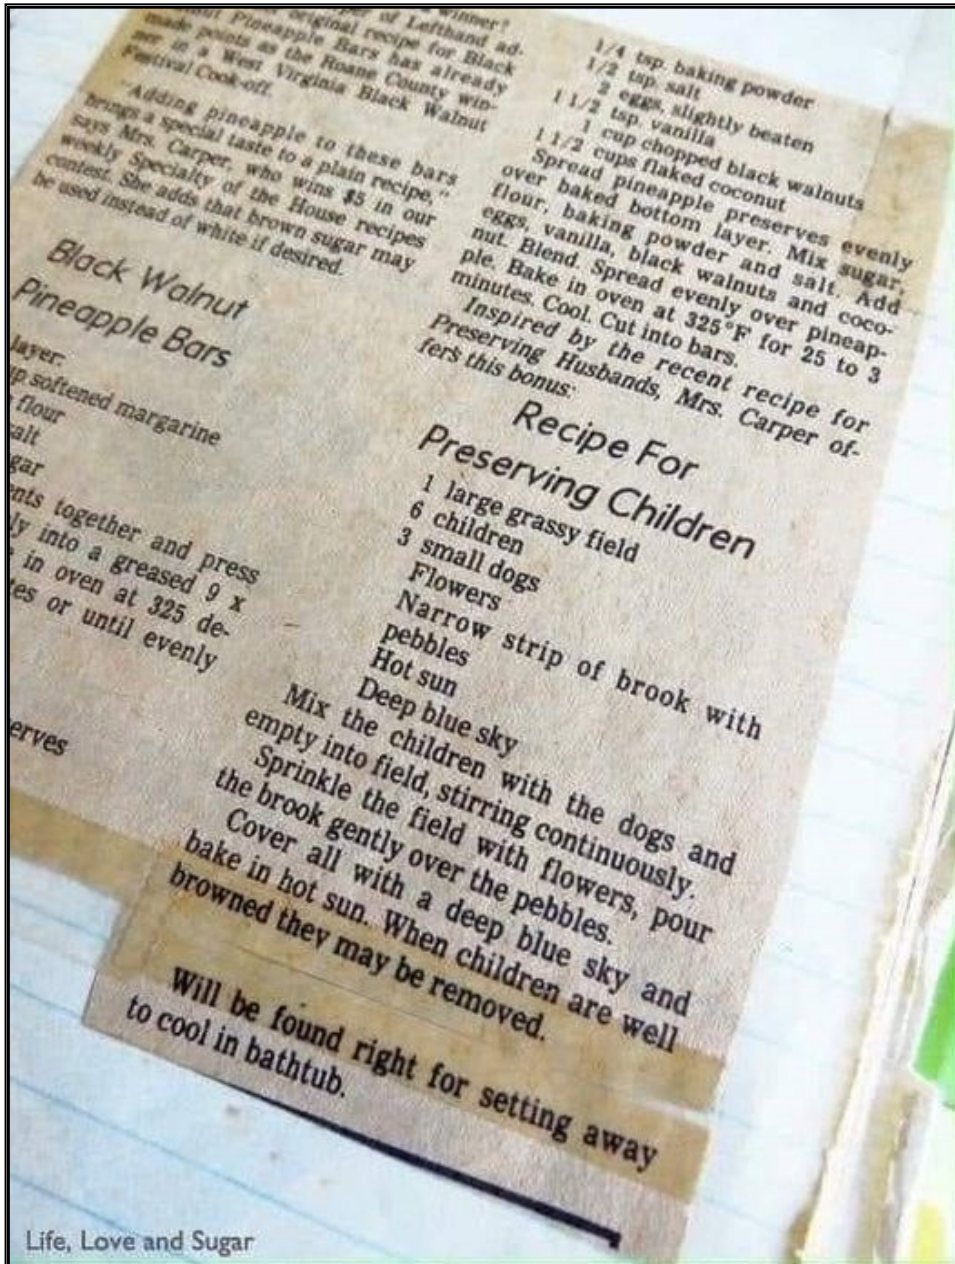 a winner!
of Lefthand ad-
original recipe for Black
Pineapple Bars has already
made points as the Roane County win-
ner in a West Virginia Black Walnut
Festival Cook-off.
"Adding pineapple to these bars
brings a special taste to a plain recipe,"
says Mrs. Carper, who wins $5 in our
weekly Specialty of the House recipes
contest. She adds that brown sugar may
be used instead of white if desired.
Black Walnut
Pineapple Bars
layer:
softened margarine
flour
together and press
into a greased 9 x
in oven at 325 de-
or until evenly
1/4 tsp. baking powder
1/2 tsp. salt
2 eggs, slightly beaten
1 1/2 tsp. vanilla
1 cup chopped black walnuts
1 1/2 cups flaked coconut
Spread pineapple preserves evenly
over baked bottom layer. Mix sugar,
flour, baking powder and salt. Add
eggs, vanilla, black walnuts and coco-
nut. Blend. Spread evenly over pineap-
ple. Bake in oven at 325°F for 25 to 3
minutes. Cool. Cut into bars.
Inspired by the recent recipe for
Preserving Husbands, Mrs. Carper of-
fers this bonus:
Recipe For
Preserving Children
1 large grassy field
6 children
3 small dogs
Flowers
Narrow strip of brook with
pebbles
Hot sun
Deep blue sky
Mix the children with the dogs and
empty into field, stirring continuously.
Sprinkle the field with flowers, pour
the brook gently over the pebbles.
Cover all with a deep blue sky and
bake in hot sun. When children are well
browned they may be removed.
Will be found right for setting away
to cool in bathtub.
Life, Love and Sugar